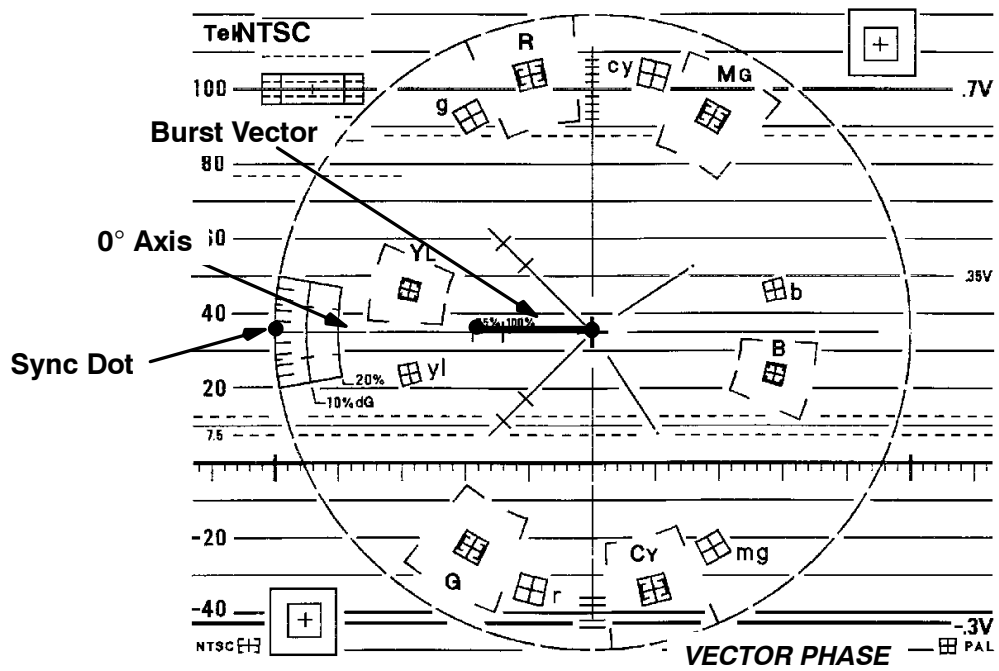 TekNTSC
R
cy
MG
100
.7V
g
Burst Vector
80
60
0° Axis
YL
.35V
b
40
75% 100%
Sync Dot
B
yl
20%
20
10% dG
7.5
-20
CY
mg
G
r
-40
-.3V
NTSC
VECTOR PHASE
PAL